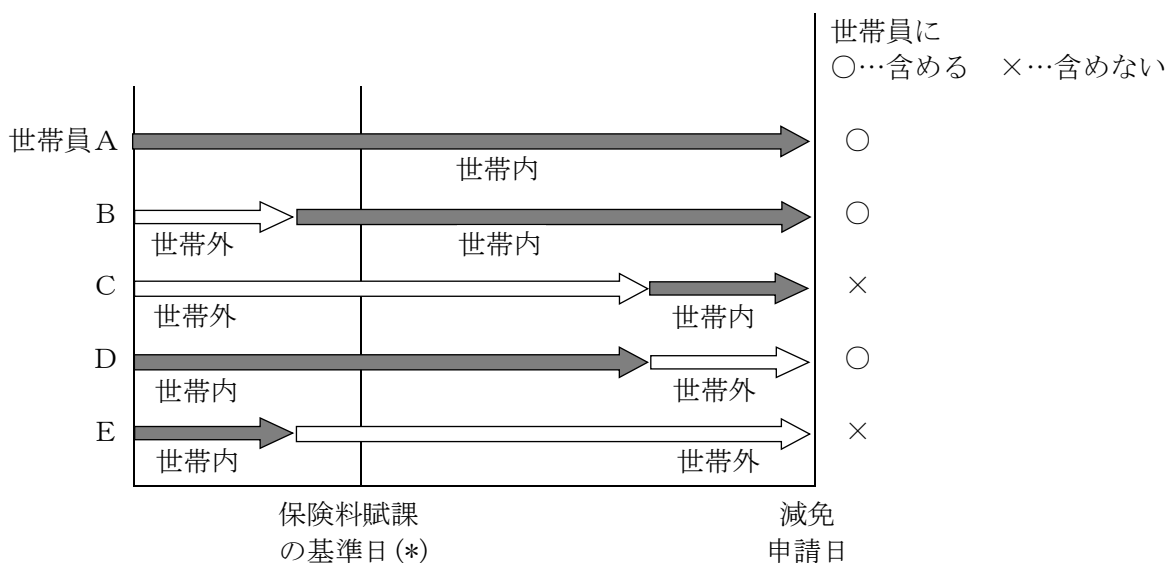 世帯員に
○…含める　×…含めない
世帯員A
世帯内
○
B
世帯外
世帯内
○
C
世帯外
世帯内
×
D
世帯内
世帯外
○
E
世帯内
世帯外
×
保険料賦課
の基準日(*)
減免
申請日